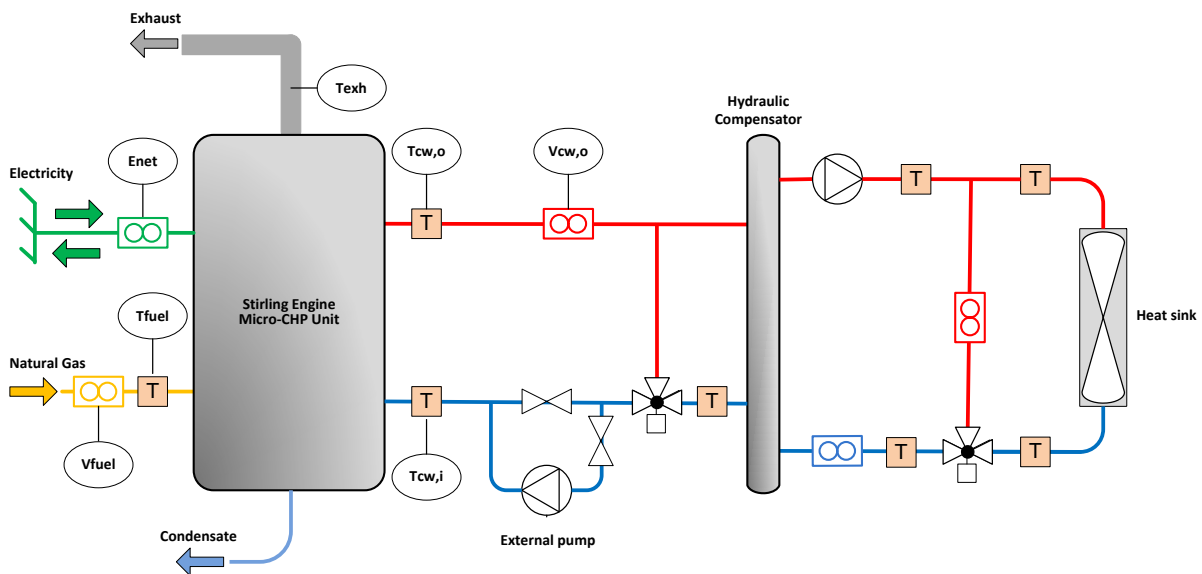 Exhaust
Texh
Hydraulic
Compensator
Enet
Tcw,o
Vcw,o
Electricity
T
T
T
Stirling Engine
Micro-CHP Unit
Tfuel
Heat sink
Natural Gas
T
T
T
Vfuel
Tcw,i
T
T
Condensate
External pump